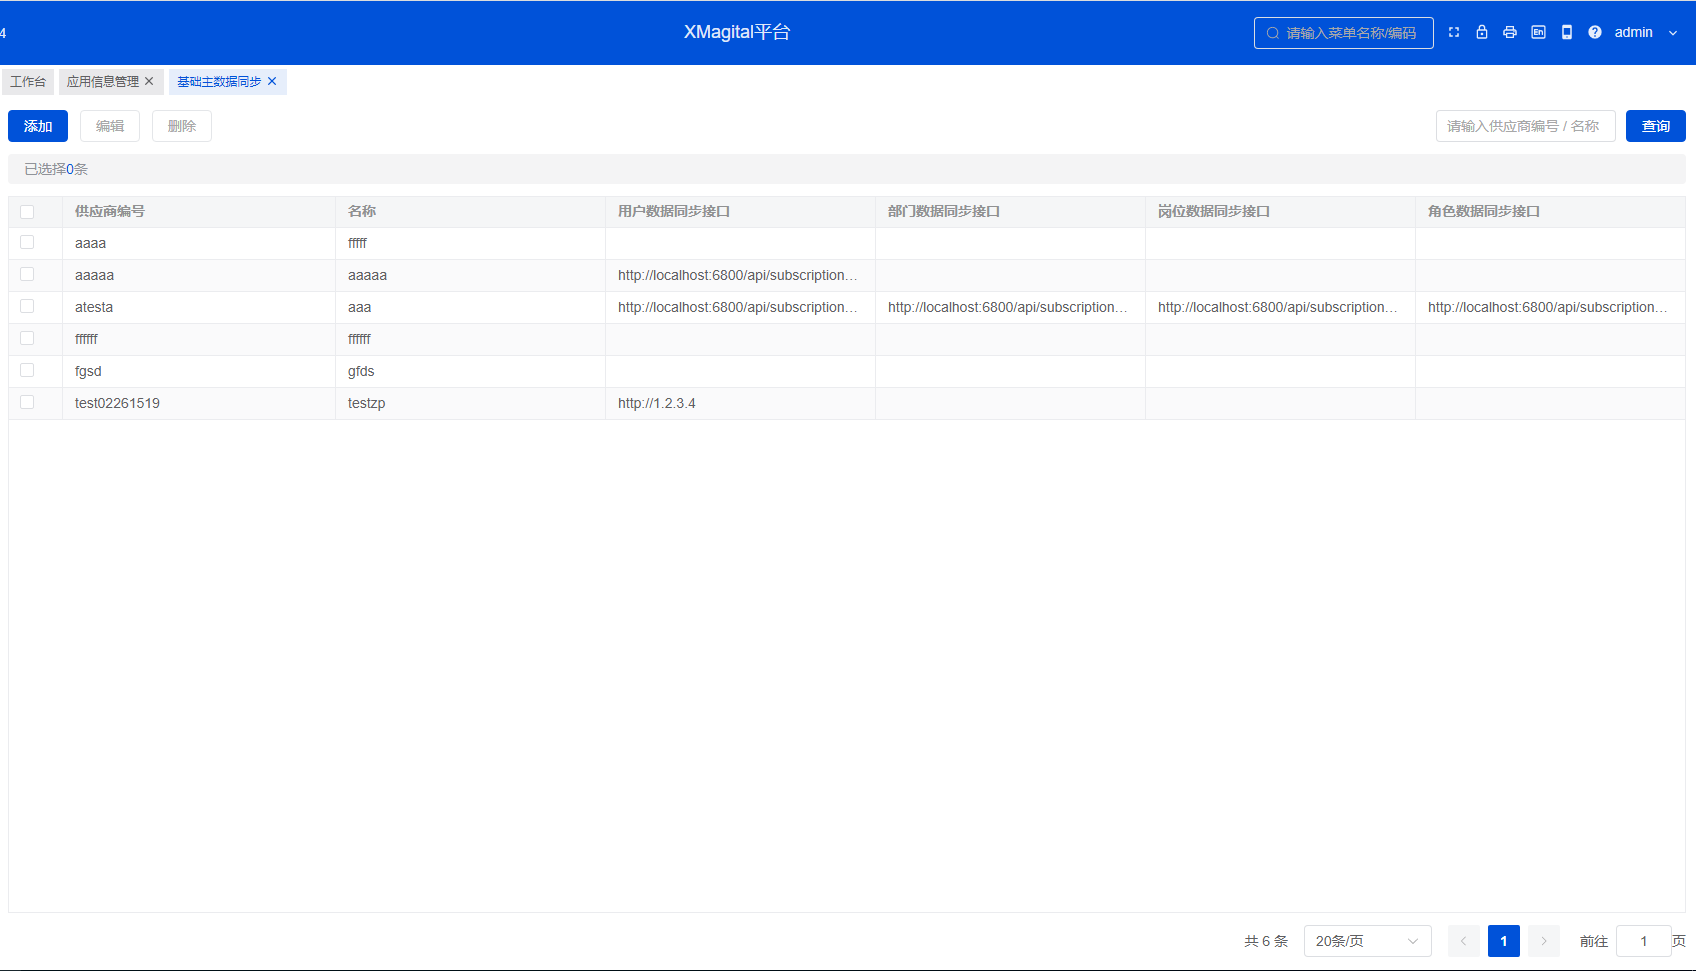 4
XMagital平台
请输入菜单名称/编码
En
admin
工作台
应用信息管理
基础主数据同步
添加
编辑
删除
请输入供应商编号 / 名称
查询
已选择0条
供应商编号 名称 用户数据同步接口 部门数据同步接口 岗位数据同步接口 角色数据同步接口
aaaa fffff
aaaaa aaaaa http://localhost:6800/api/subscription…
atesta aaa http://localhost:6800/api/subscription… http://localhost:6800/api/subscription… http://localhost:6800/api/subscription… http://localhost:6800/api/subscription…
ffffff ffffff
fgsd gfds
test02261519 testzp http://1.2.3.4
共 6 条 20条/页 1 前往 1 页